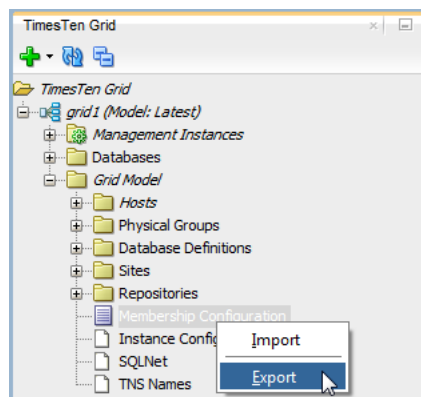 TimesTen Grid
TimesTen Grid
grid1 (Model: Latest)
Management Instances
Databases
Grid Model
Hosts
Physical Groups
Database Definitions
Sites
Repositories
Membership Configuration
Instance Config
Import
SQLNet
Export
TNS Names